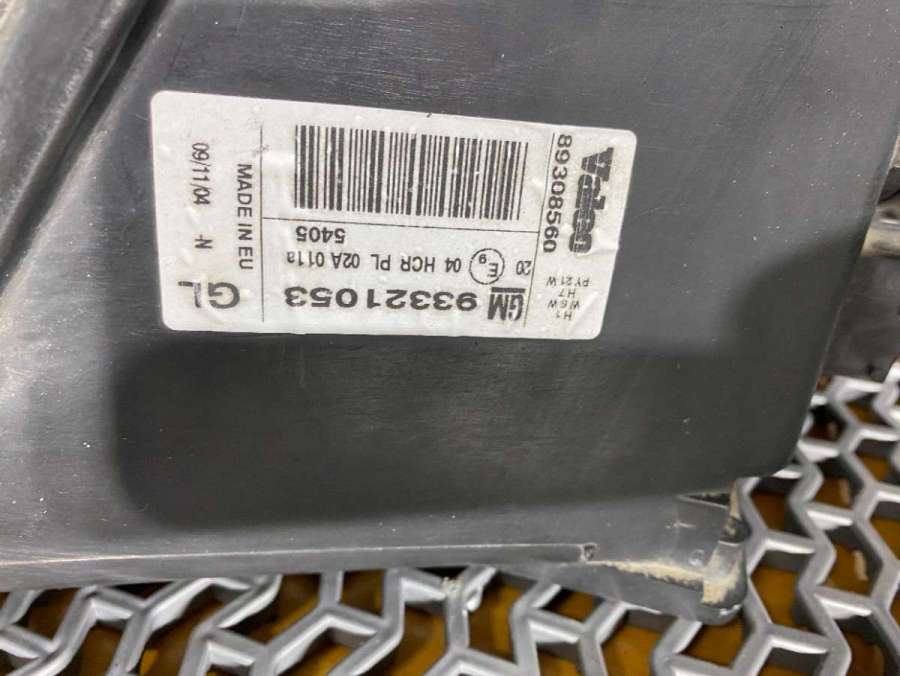 Valeo
89308560
H1
W6W
H7
PY21W
20 E9 04 HCR PL 02A 011a
5405
GM 93321053
MADE IN EU
GL
09/11/04 -N